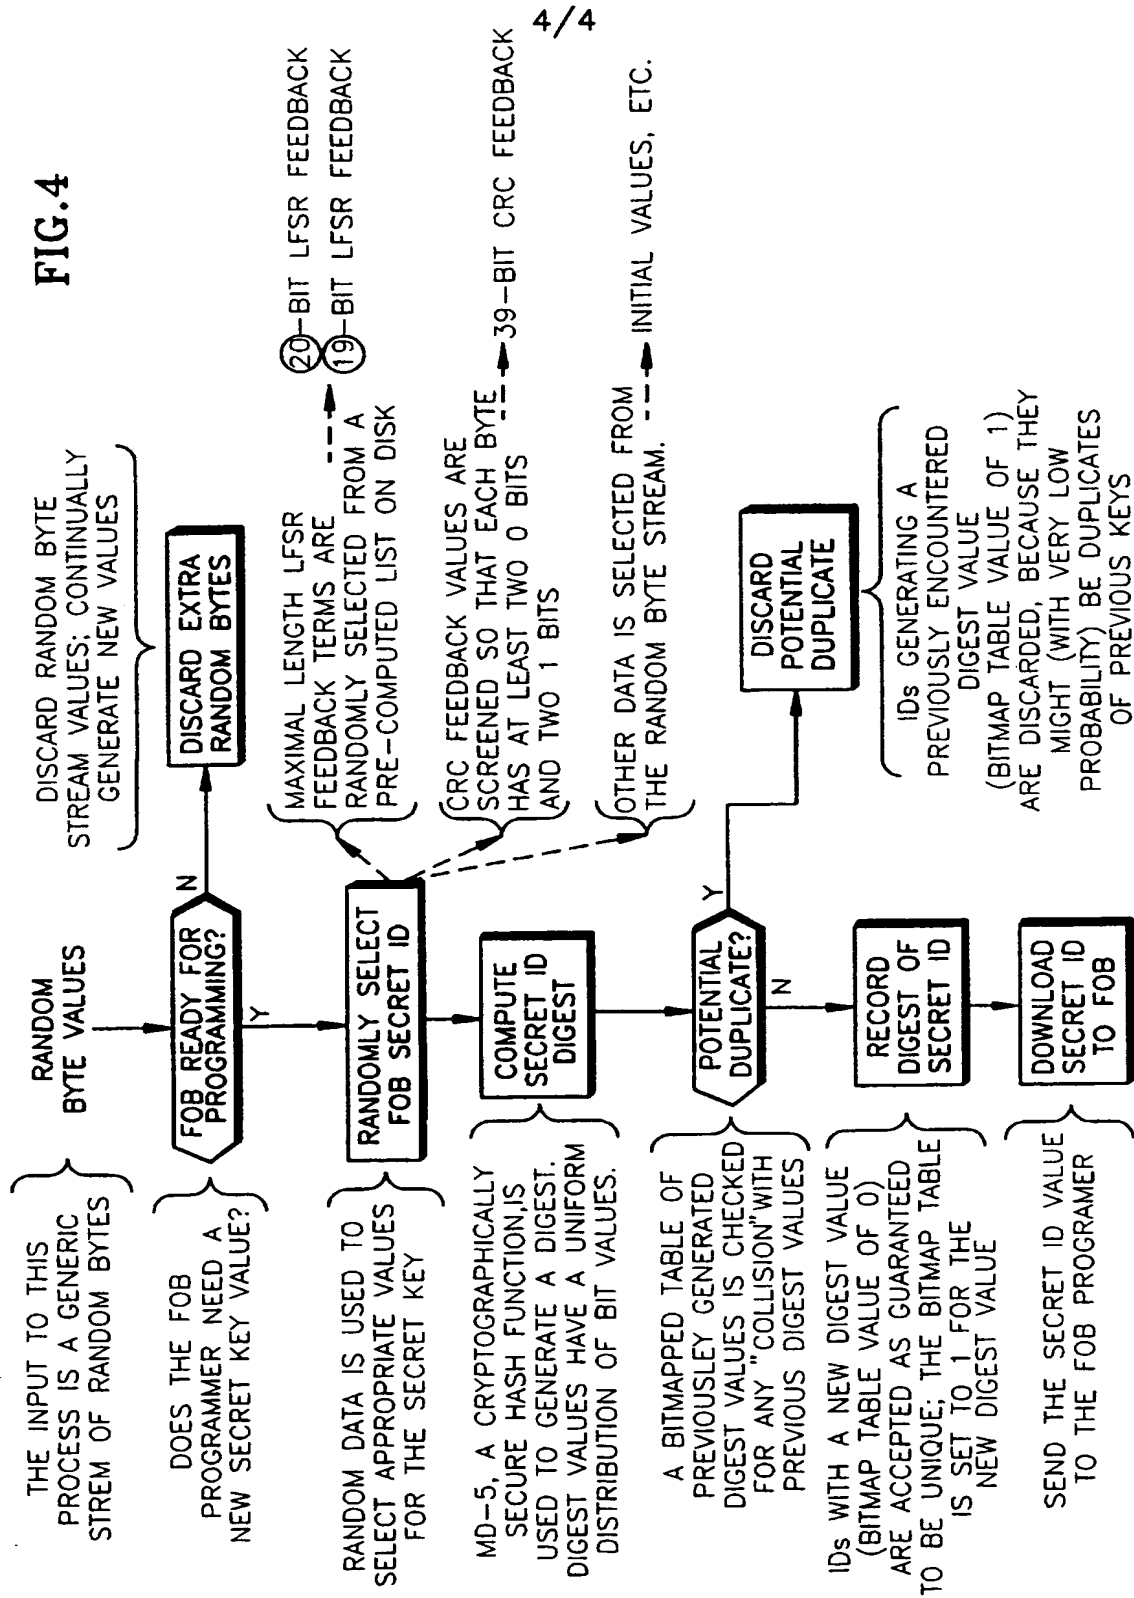 4/4
FIG.4
THE INPUT TO THIS
PROCESS IS A GENERIC
STREM OF RANDOM BYTES
RANDOM
BYTE VALUES
DISCARD RANDOM BYTE
STREAM VALUES; CONTINUALLY
GENERATE NEW VALUES
DOES THE FOB
PROGRAMMER NEED A
NEW SECRET KEY VALUE?
FOB READY FOR
PROGRAMMING?
N
Y
DISCARD EXTRA
RANDOM BYTES
RANDOM DATA IS USED TO
SELECT APPROPRIATE VALUES
FOR THE SECRET KEY
RANDOMLY SELECT
FOB SECRET ID
MAXIMAL LENGTH LFSR
FEEDBACK TERMS ARE
RANDOMLY SELECTED FROM A
PRE-COMPUTED LIST ON DISK
20-BIT LFSR FEEDBACK
19-BIT LFSR FEEDBACK
CRC FEEDBACK VALUES ARE
SCREENED SO THAT EACH BYTE
HAS AT LEAST TWO 0 BITS
AND TWO 1 BITS
39-BIT CRC FEEDBACK
OTHER DATA IS SELECTED FROM
THE RANDOM BYTE STREAM.
INITIAL VALUES, ETC.
MD-5, A CRYPTOGRAPHICALLY
SECURE HASH FUNCTION,IS
USED TO GENERATE A DIGEST.
DIGEST VALUES HAVE A UNIFORM
DISTRIBUTION OF BIT VALUES.
COMPUTE
SECRET ID
DIGEST
A BITMAPPED TABLE OF
PREVIOUSLEY GENERATED
DIGEST VALUES IS CHECKED
FOR ANY "COLLISION"WITH
PREVIOUS DIGEST VALUES
POTENTIAL
DUPLICATE?
Y
N
DISCARD
POTENTIAL
DUPLICATE
IDs GENERATING A
PREVIOUSLY ENCOUNTERED
DIGEST VALUE
(BITMAP TABLE VALUE OF 1)
ARE DISCARDED, BECAUSE THEY
MIGHT (WITH VERY LOW
PROBABILITY) BE DUPLICATES
OF PREVIOUS KEYS
IDs WITH A NEW DIGEST VALUE
(BITMAP TABLE VALUE OF 0)
ARE ACCEPTED AS GUARANTEED
TO BE UNIQUE; THE BITMAP TABLE
IS SET TO 1 FOR THE
NEW DIGEST VALUE
RECORD
DIGEST OF
SECRET ID
SEND THE SECRET ID VALUE
TO THE FOB PROGRAMER
DOWNLOAD
SECRET ID
TO FOB